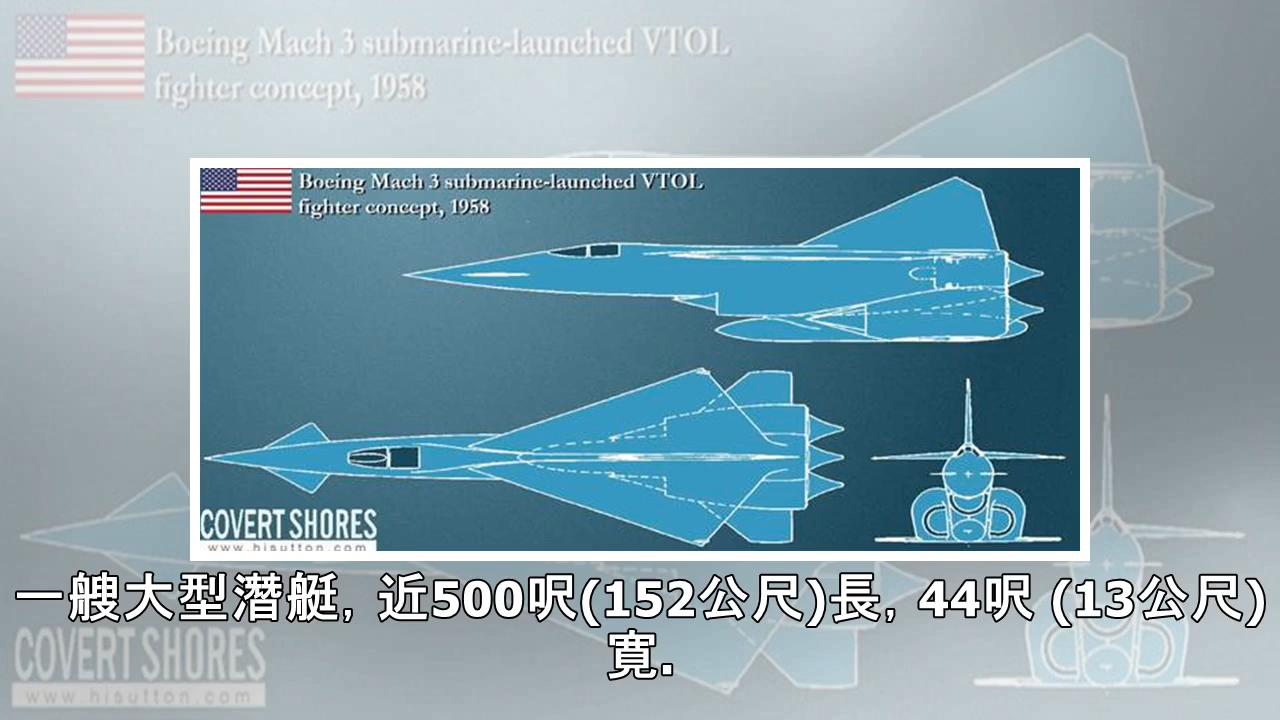 Boeing Mach 3 submarine-launched VTOL
fighter concept, 1958
Boeing Mach 3 submarine-launched VTOL
fighter concept, 1958
COVERT SHORES
www.hisutton.com
一艘大型潛艇, 近500呎(152公尺)長, 44呎 (13公尺)
寬.
COVERT SHORES
www.hisutton.com